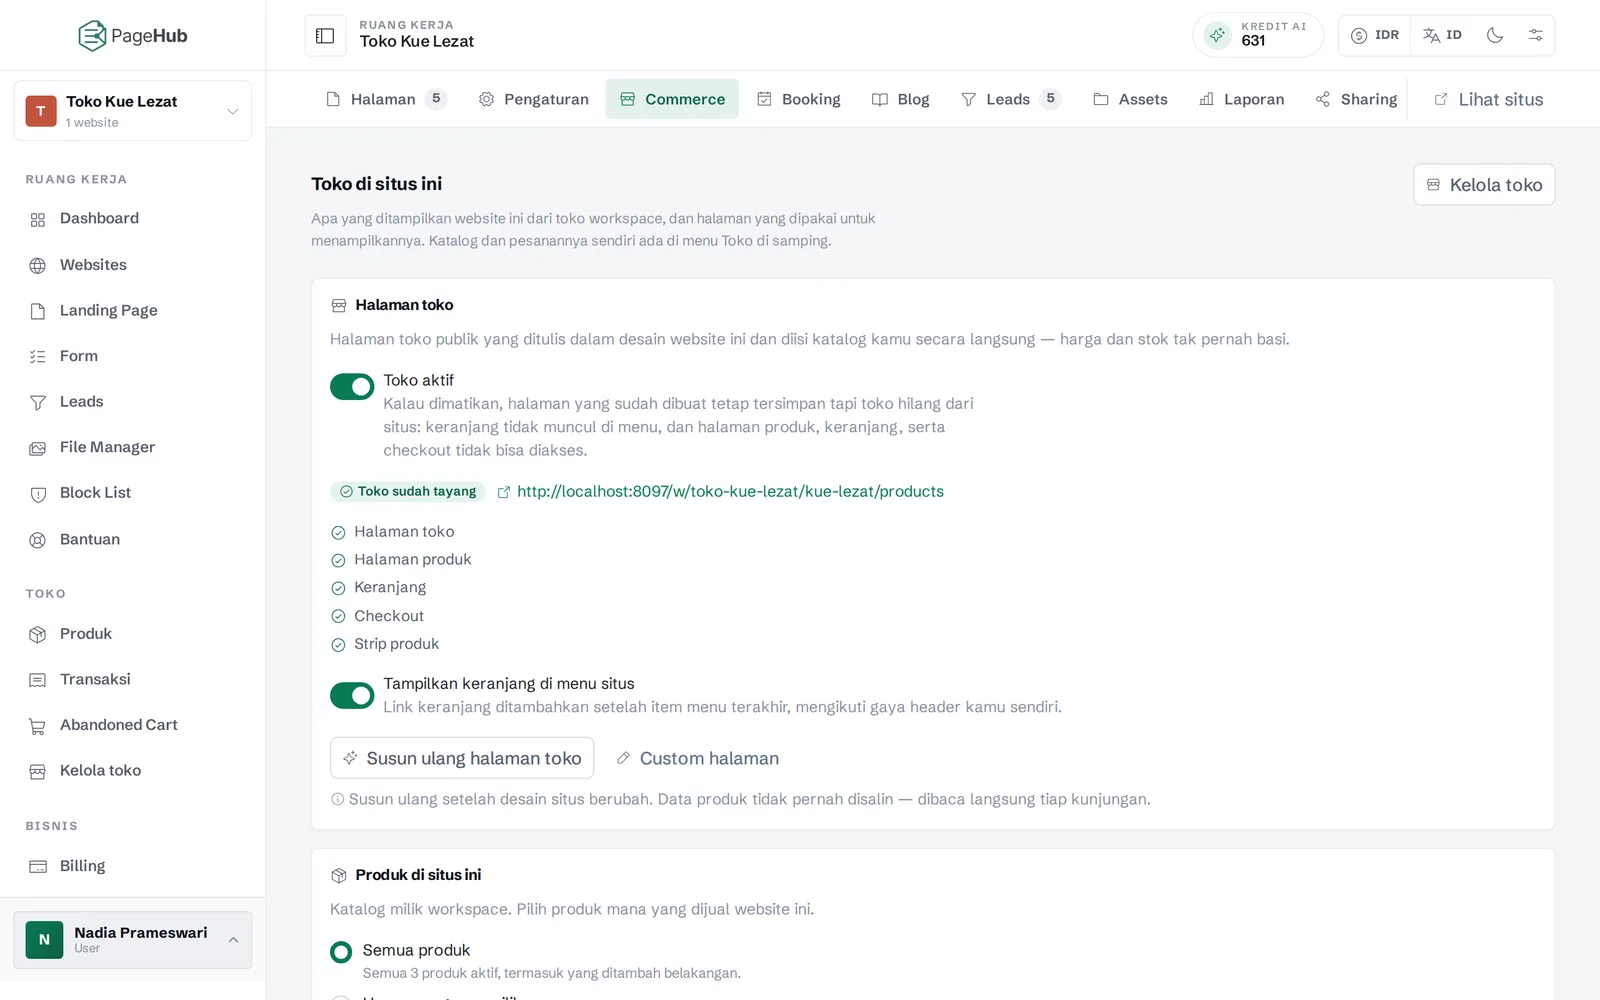 PageHub
T
Toko Kue Lezat
1 website
RUANG KERJA
Dashboard
Websites
Landing Page
Form
Leads
File Manager
Block List
Bantuan
TOKO
Produk
Transaksi
Abandoned Cart
Kelola toko
BISNIS
Billing
N
Nadia Prameswari
User
RUANG KERJA
Toko Kue Lezat
KREDIT AI
631
IDR
ID
Halaman 5
Pengaturan
Commerce
Booking
Blog
Leads 5
Assets
Laporan
Sharing
Lihat situs
Toko di situs ini
Apa yang ditampilkan website ini dari toko workspace, dan halaman yang dipakai untuk
menampilkannya. Katalog dan pesanannya sendiri ada di menu Toko di samping.
Kelola toko
Halaman toko
Halaman toko publik yang ditulis dalam desain website ini dan diisi katalog kamu secara langsung — harga dan stok tak pernah basi.
Toko aktif
Kalau dimatikan, halaman yang sudah dibuat tetap tersimpan tapi toko hilang dari
situs: keranjang tidak muncul di menu, dan halaman produk, keranjang, serta
checkout tidak bisa diakses.
Toko sudah tayang
http://localhost:8097/w/toko-kue-lezat/kue-lezat/products
Halaman toko
Halaman produk
Keranjang
Checkout
Strip produk
Tampilkan keranjang di menu situs
Link keranjang ditambahkan setelah item menu terakhir, mengikuti gaya header kamu sendiri.
Susun ulang halaman toko
Custom halaman
Susun ulang setelah desain situs berubah. Data produk tidak pernah disalin — dibaca langsung tiap kunjungan.
Produk di situs ini
Katalog milik workspace. Pilih produk mana yang dijual website ini.
Semua produk
Semua 3 produk aktif, termasuk yang ditambah belakangan.